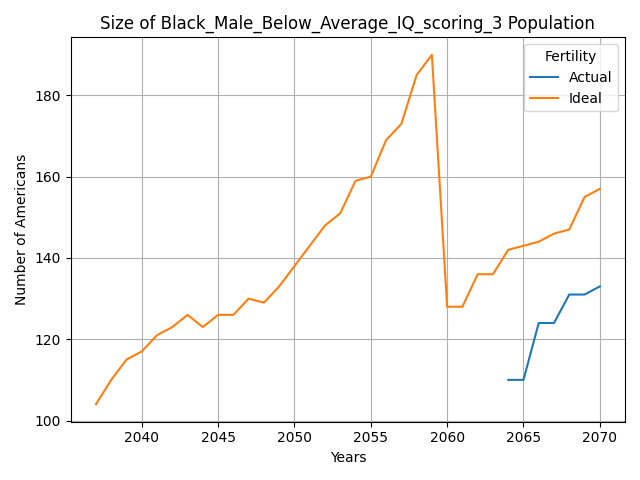 Size of Black_Male_Below_Average_IQ_scoring_3 Population
Fertility
Actual
Ideal
Number of Americans
180
160
140
120
100
2040 2045 2050 2055 2060 2065 2070
Years